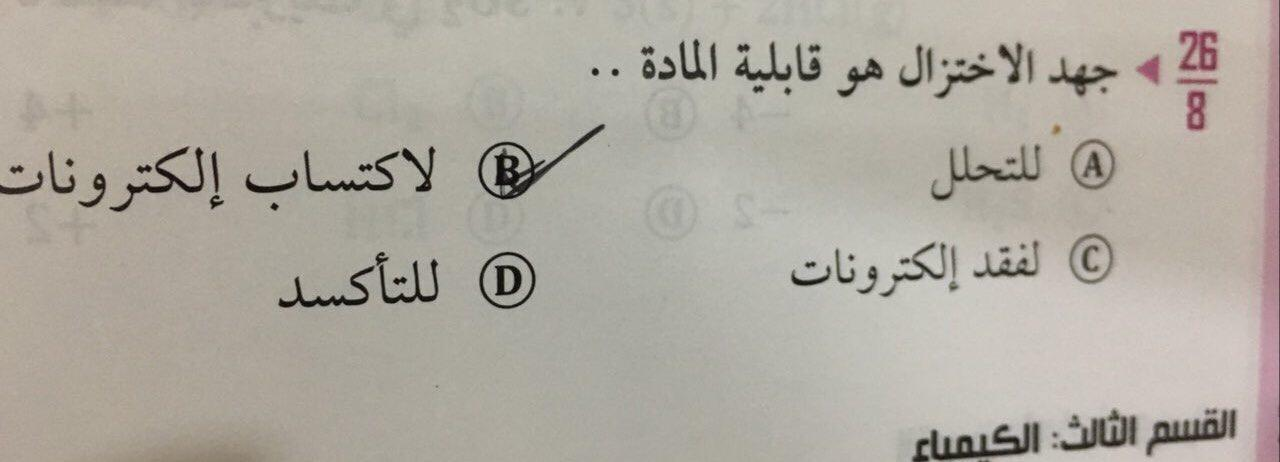 26/8 ◀ جهد الاختزال هو قابلية المادة ..
Ⓐ للتحلل Ⓑ لاكتساب إلكترونات
Ⓒ لفقد إلكترونات Ⓓ للتأكسد
القسم الثالث: الكيمياء